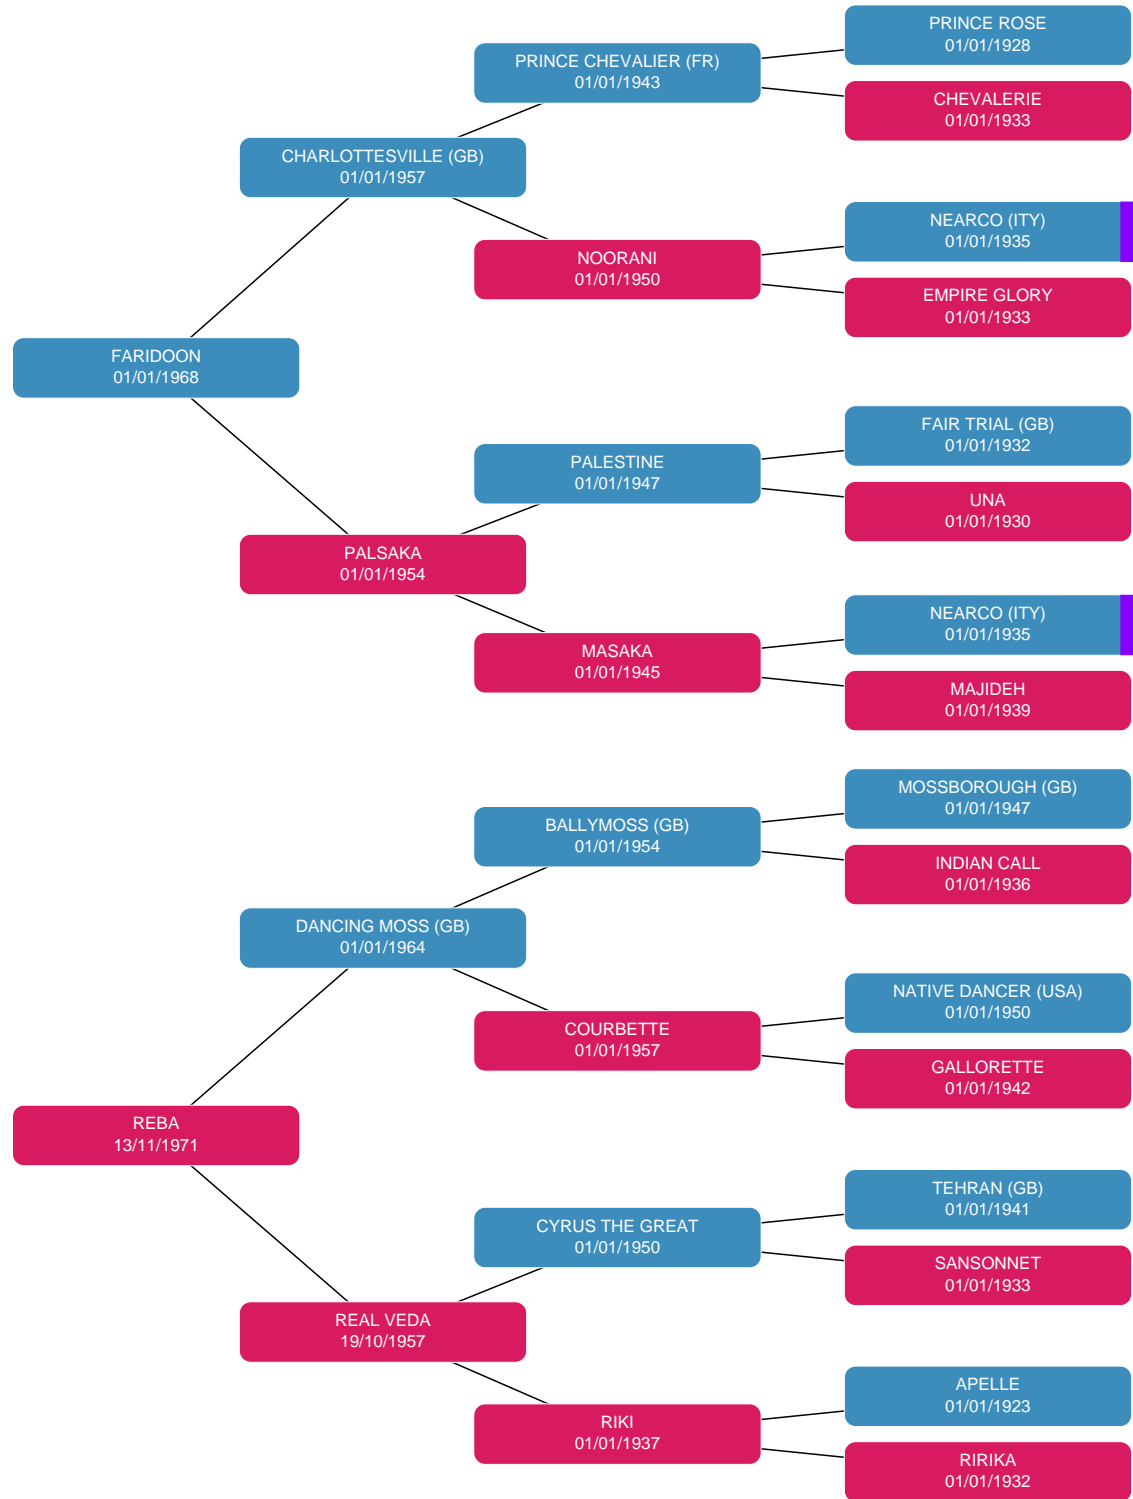 PRINCE ROSE
01/01/1928
PRINCE CHEVALIER (FR)
01/01/1943
CHEVALERIE
01/01/1933
CHARLOTTESVILLE (GB)
01/01/1957
NEARCO (ITY)
01/01/1935
NOORANI
01/01/1950
EMPIRE GLORY
01/01/1933
FARIDOON
01/01/1968
FAIR TRIAL (GB)
01/01/1932
PALESTINE
01/01/1947
UNA
01/01/1930
PALSAKA
01/01/1954
NEARCO (ITY)
01/01/1935
MASAKA
01/01/1945
MAJIDEH
01/01/1939
MOSSBOROUGH (GB)
01/01/1947
BALLYMOSS (GB)
01/01/1954
INDIAN CALL
01/01/1936
DANCING MOSS (GB)
01/01/1964
NATIVE DANCER (USA)
01/01/1950
COURBETTE
01/01/1957
GALLORETTE
01/01/1942
REBA
13/11/1971
TEHRAN (GB)
01/01/1941
CYRUS THE GREAT
01/01/1950
SANSONNET
01/01/1933
REAL VEDA
19/10/1957
APELLE
01/01/1923
RIKI
01/01/1937
RIRIKA
01/01/1932